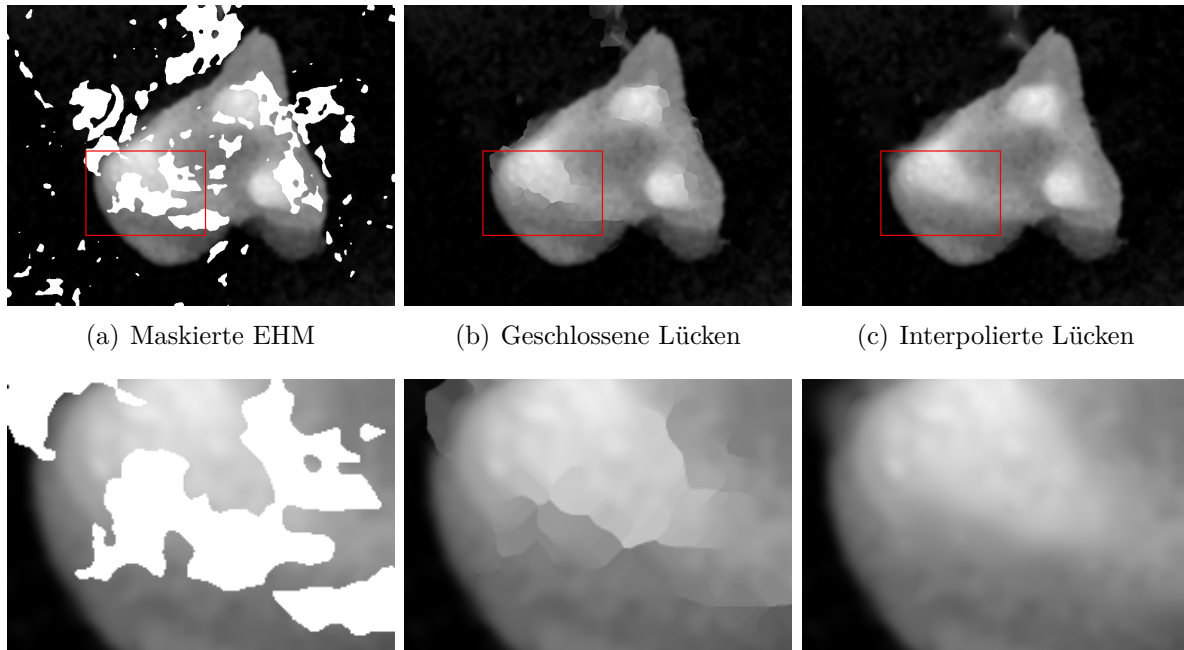 (a) Maskierte EHM
(b) Geschlossene Lücken
(c) Interpolierte Lücken